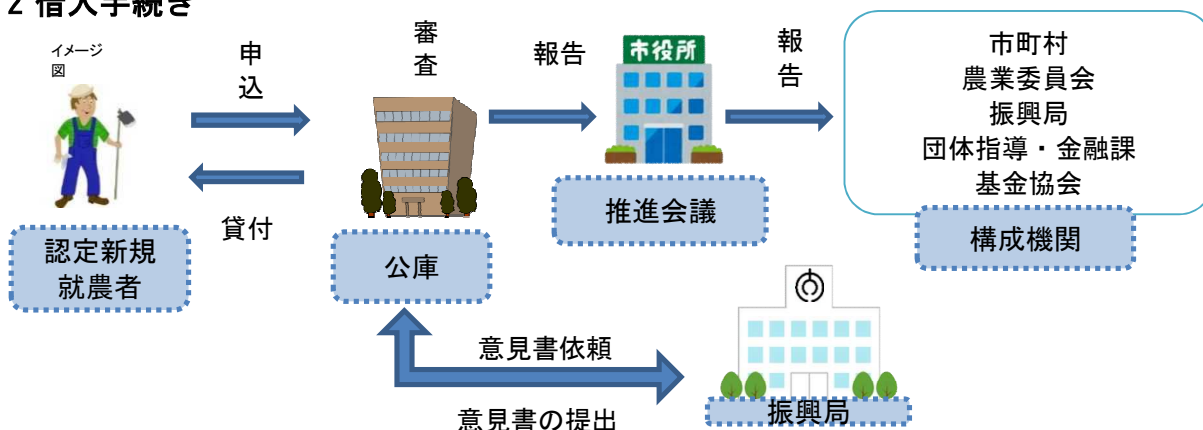 2 借入手続き
イメージ
図
申
込
審
査
報告
報
告
市役所
市町村
農業委員会
振興局
団体指導・金融課
基金協会
貸付
認定新規
就農者
公庫
推進会議
構成機関
意見書依頼
意見書の提出
振興局